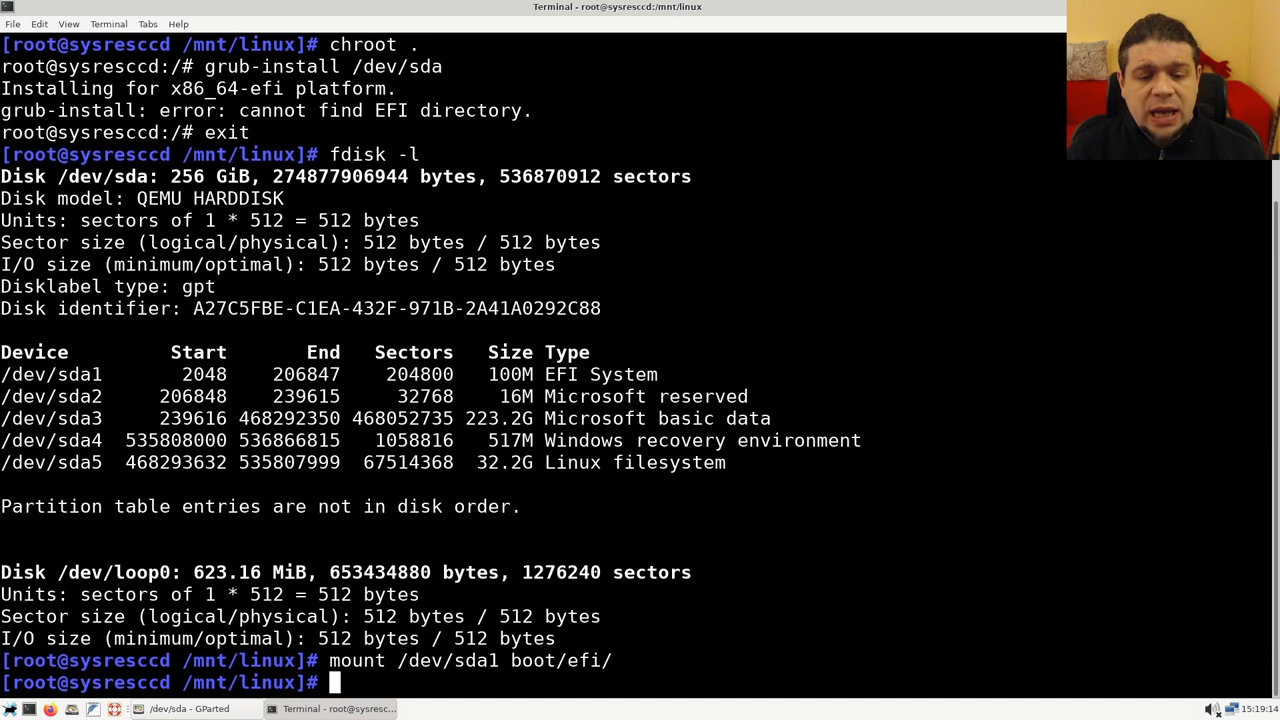 Terminal - root@sysresccd:/mnt/linux
File Edit View Terminal Tabs Help
[root@sysresccd /mnt/linux]# chroot .
root@sysresccd:/# grub-install /dev/sda
Installing for x86_64-efi platform.
grub-install: error: cannot find EFI directory.
root@sysresccd:/# exit
[root@sysresccd /mnt/linux]# fdisk -l
Disk /dev/sda: 256 GiB, 274877906944 bytes, 536870912 sectors
Disk model: QEMU HARDDISK
Units: sectors of 1 * 512 = 512 bytes
Sector size (logical/physical): 512 bytes / 512 bytes
I/O size (minimum/optimal): 512 bytes / 512 bytes
Disklabel type: gpt
Disk identifier: A27C5FBE-C1EA-432F-971B-2A41A0292C88
Device Start End Sectors Size Type
/dev/sda1 2048 206847 204800 100M EFI System
/dev/sda2 206848 239615 32768 16M Microsoft reserved
/dev/sda3 239616 468292350 468052735 223.2G Microsoft basic data
/dev/sda4 535808000 536866815 1058816 517M Windows recovery environment
/dev/sda5 468293632 535807999 67514368 32.2G Linux filesystem
Partition table entries are not in disk order.
Disk /dev/loop0: 623.16 MiB, 653434880 bytes, 1276240 sectors
Units: sectors of 1 * 512 = 512 bytes
Sector size (logical/physical): 512 bytes / 512 bytes
I/O size (minimum/optimal): 512 bytes / 512 bytes
[root@sysresccd /mnt/linux]# mount /dev/sda1 boot/efi/
[root@sysresccd /mnt/linux]#
/dev/sda - GParted Terminal - root@sysresc... 15:19:14